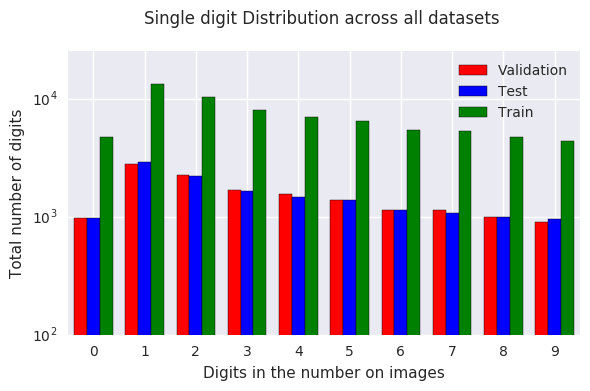 Single digit Distribution across all datasets
Validation
Test
Train
Total number of digits
10^4
10^3
10^2
0 1 2 3 4 5 6 7 8 9
Digits in the number on images